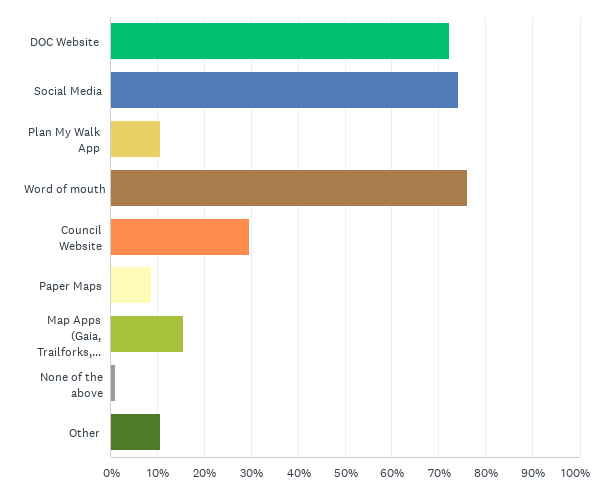 DOC Website
Social Media
Plan My Walk
App
Word of mouth
Council
Website
Paper Maps
Map Apps
(Gaia,
Trailforks,...
None of the
above
Other
0% 10% 20% 30% 40% 50% 60% 70% 80% 90% 100%